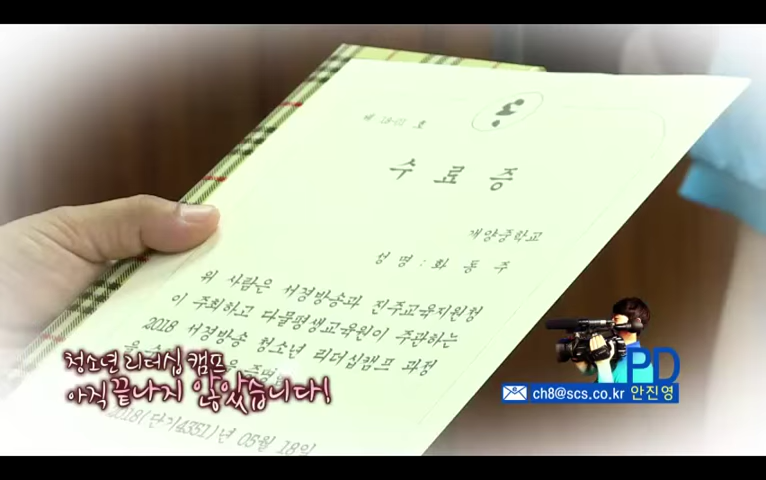 수 료 증
개양중학교
성 명 : 화 동 주
위 사람은 서경방송과 진주교육지원청
이 주최하고 다물평생교육원이 주관하는
2018 서경방송 청소년 리더십캠프 과정
2018(단기4351)년 05월 18일
청소년 리더십 캠프
아직 끝나지 않았습니다!
PD
ch8@scs.co.kr 안진영